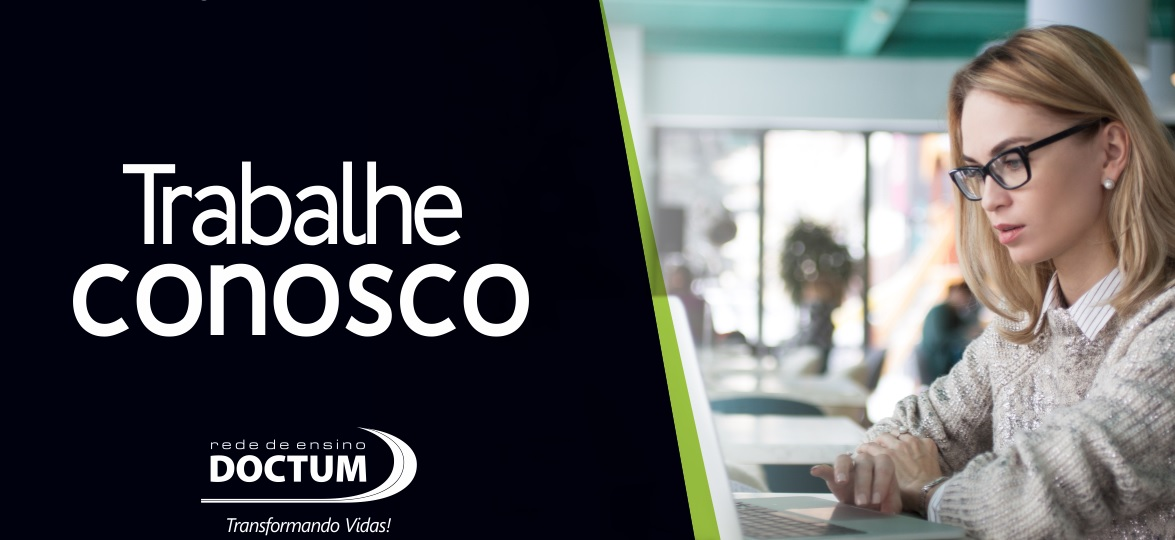 Trabalhe
conosco
rede de ensino
DOCTUM
Transformando Vidas!